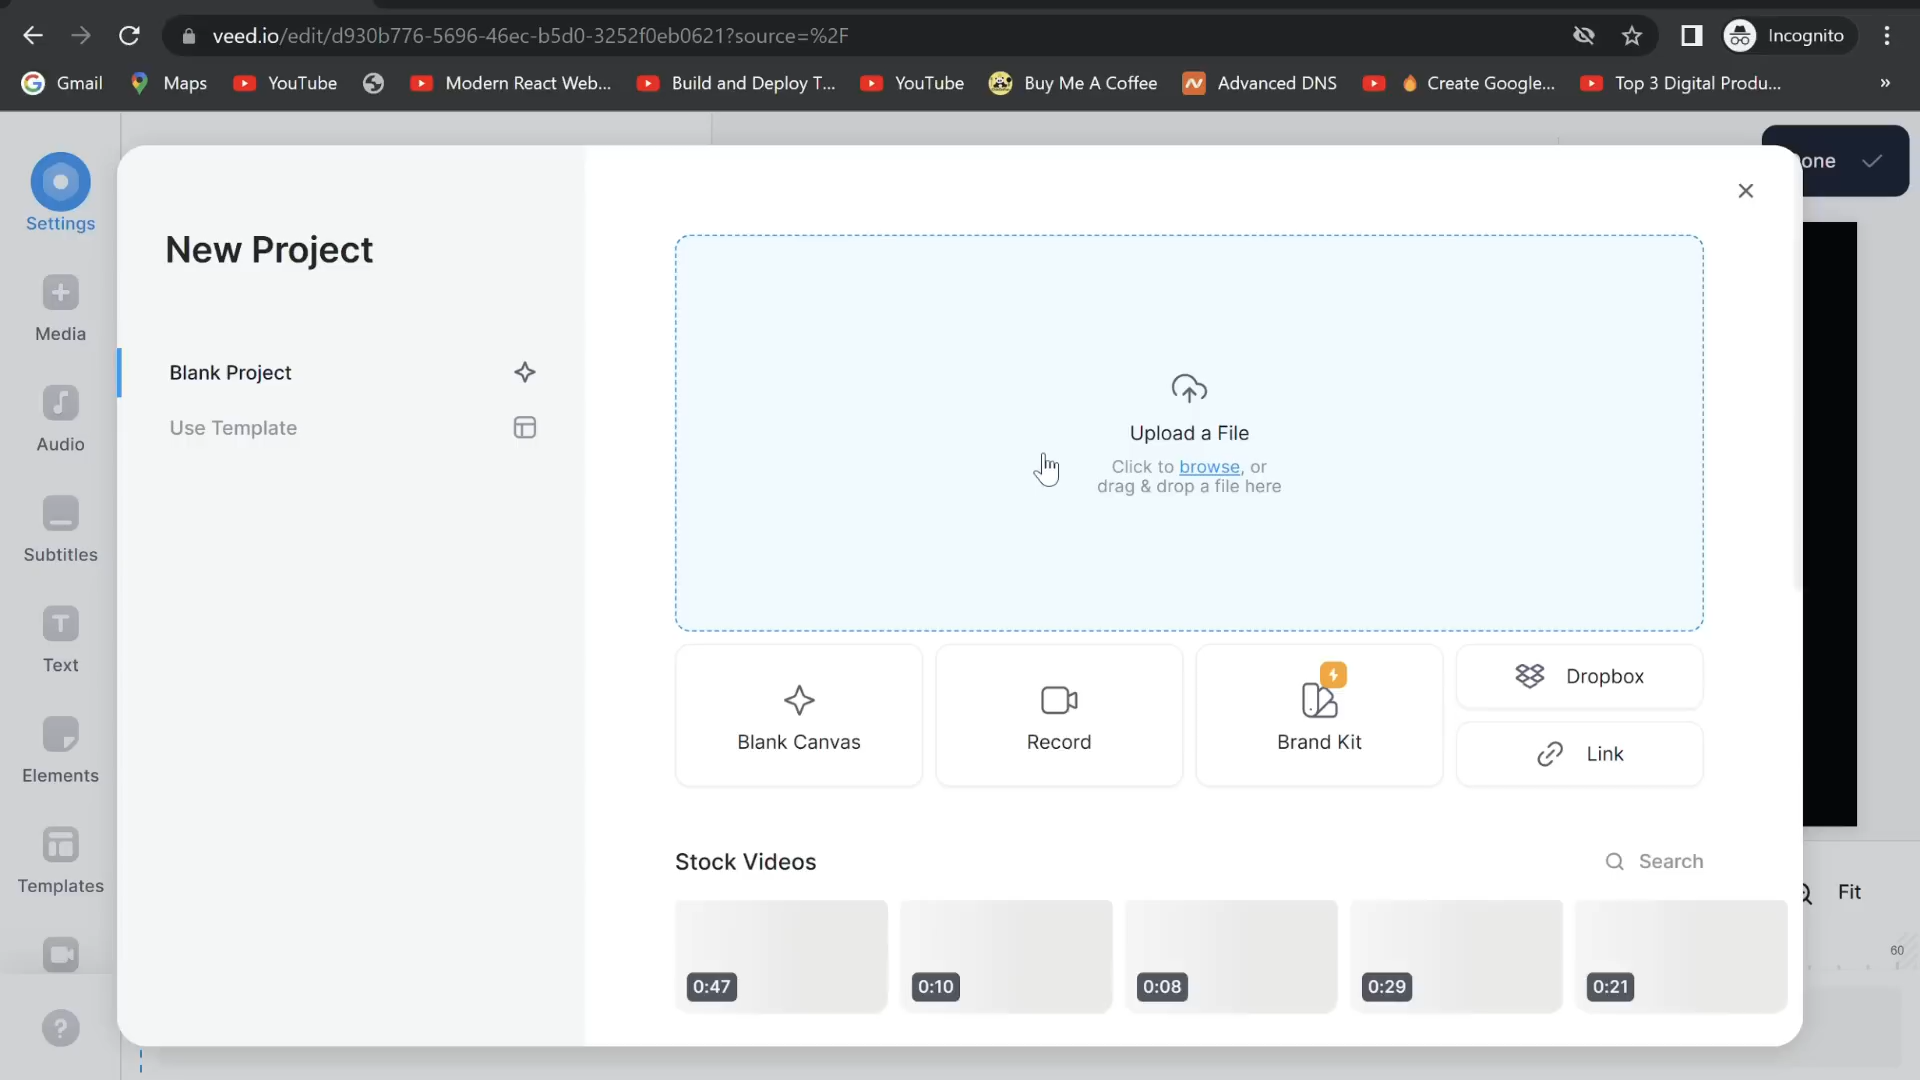 veed.io/edit/d930b776-5696-46ec-b5d0-3252f0eb0621?source=%2F
Incognito
Gmail
Maps
YouTube
Modern React Web...
Build and Deploy T...
YouTube
Buy Me A Coffee
Advanced DNS
Create Google...
Top 3 Digital Produ...
»
Settings
Media
Audio
Subtitles
Text
Elements
Templates
?
New Project
Blank Project
Use Template
one
Upload a File
Click to browse, or
drag & drop a file here
Blank Canvas
Record
Brand Kit
Dropbox
Link
Stock Videos
Search
0:47
0:10
0:08
0:29
0:21
Fit
60